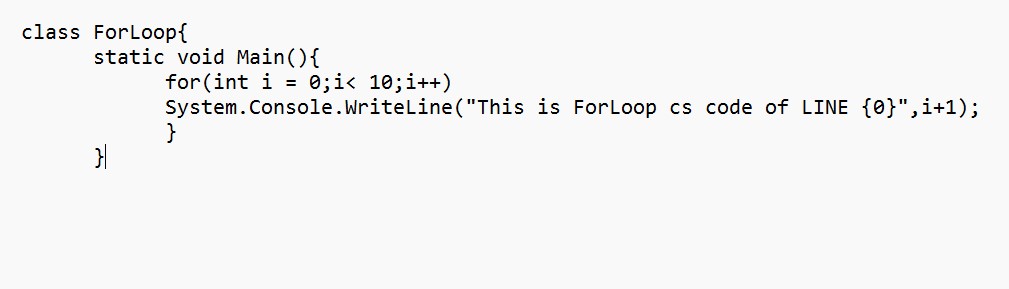 class ForLoop{
static void Main(){
for(int i = 0;i< 10;i++)
System.Console.WriteLine("This is ForLoop cs code of LINE {0}",i+1);
}
}